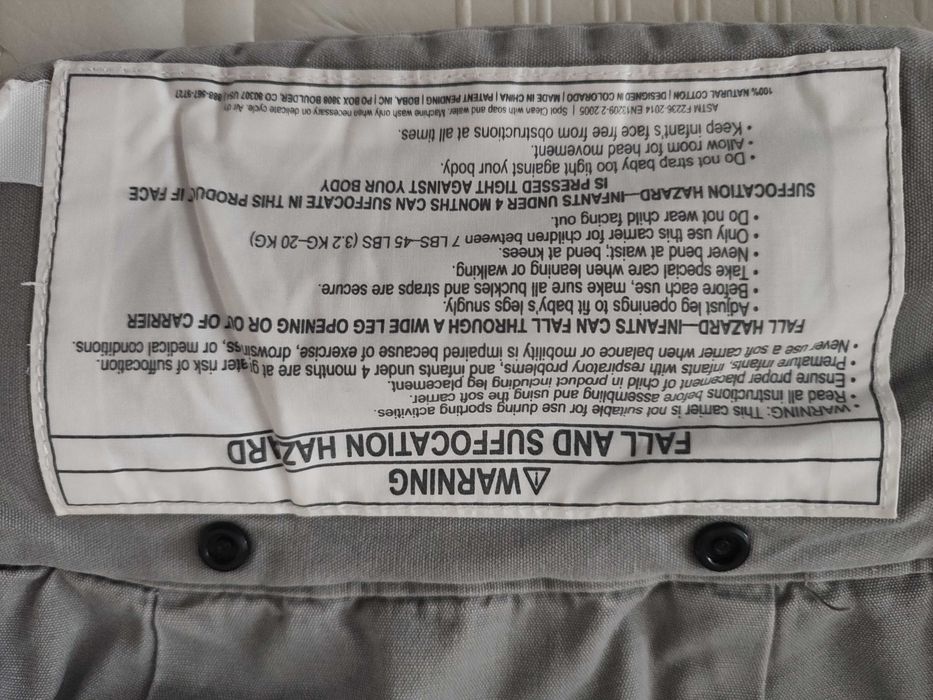 ⚠WARNING
FALL AND SUFFOCATION HAZARD
• WARNING: This carrier is not suitable for use during sporting activities.
• Read all instructions before assembling and using the soft carrier.
• Ensure proper placement of child in product including leg placement.
• Premature infants, infants with respiratory problems, and infants under 4 months are at greater risk of suffocation.
• Never use a soft carrier when balance or mobility is impaired because of exercise, drowsiness, or medical conditions.
FALL HAZARD—INFANTS CAN FALL THROUGH A WIDE LEG OPENING OR OUT OF CARRIER
• Adjust leg openings to fit baby's legs snugly.
• Before each use, make sure all buckles and straps are secure.
• Take special care when leaning or walking.
• Never bend at waist; bend at knees.
• Only use this carrier for children between 7 LBS–45 LBS (3.2 KG–20 KG)
• Do not wear child facing out.
SUFFOCATION HAZARD—INFANTS UNDER 4 MONTHS CAN SUFFOCATE IN THIS PRODUCT IF FACE
IS PRESSED TIGHT AGAINST YOUR BODY
• Do not strap baby too tight against your body.
• Allow room for head movement.
• Keep infant's face free from obstructions at all times.
ASTM F2236 2014 EN13209-2:2005 Spot Clean with soap and water. Machine wash only when necessary on delicate cycle. Air dry.
100% NATURAL COTTON | DESIGNED IN COLORADO | MADE IN CHINA | PATENT PENDING | BOBA, INC | PO BOX 3808 BOULDER, CO 80307 USA